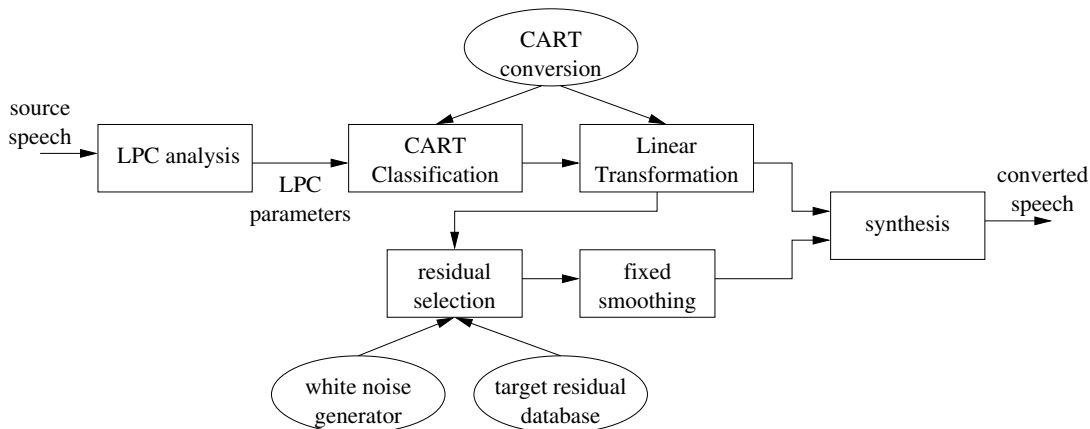 CART
conversion
source
speech
LPC analysis
LPC
parameters
CART
Classification
Linear
Transformation
converted
speech
synthesis
residual
selection
fixed
smoothing
white noise
generator
target residual
database